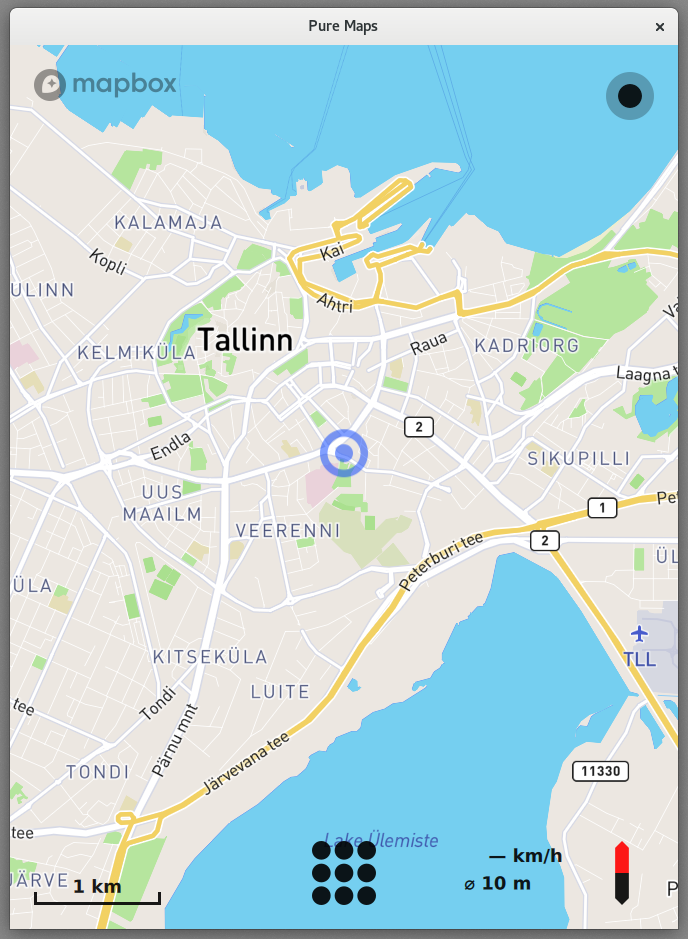 Pure Maps
×
mapbox
KALAMAJA
Kopli
Kai
ULINN
Ahtri
Tallinn
Raua
KADRIORG
KELMIKÜLA
Laagna t
2
Endla
SIKUPILLI
UUS
MAAILM
1
Pe
VEERENNI
2
Peterburi tee
ÜL
ÜLA
TLL
KITSEKÜLA
LUITE
Tondi
tee
Pärnu mnt
Järvevana tee
TONDI
11330
tee
Lake Ülemiste
— km/h
JÄRVE
1 km
⌀ 10 m
P